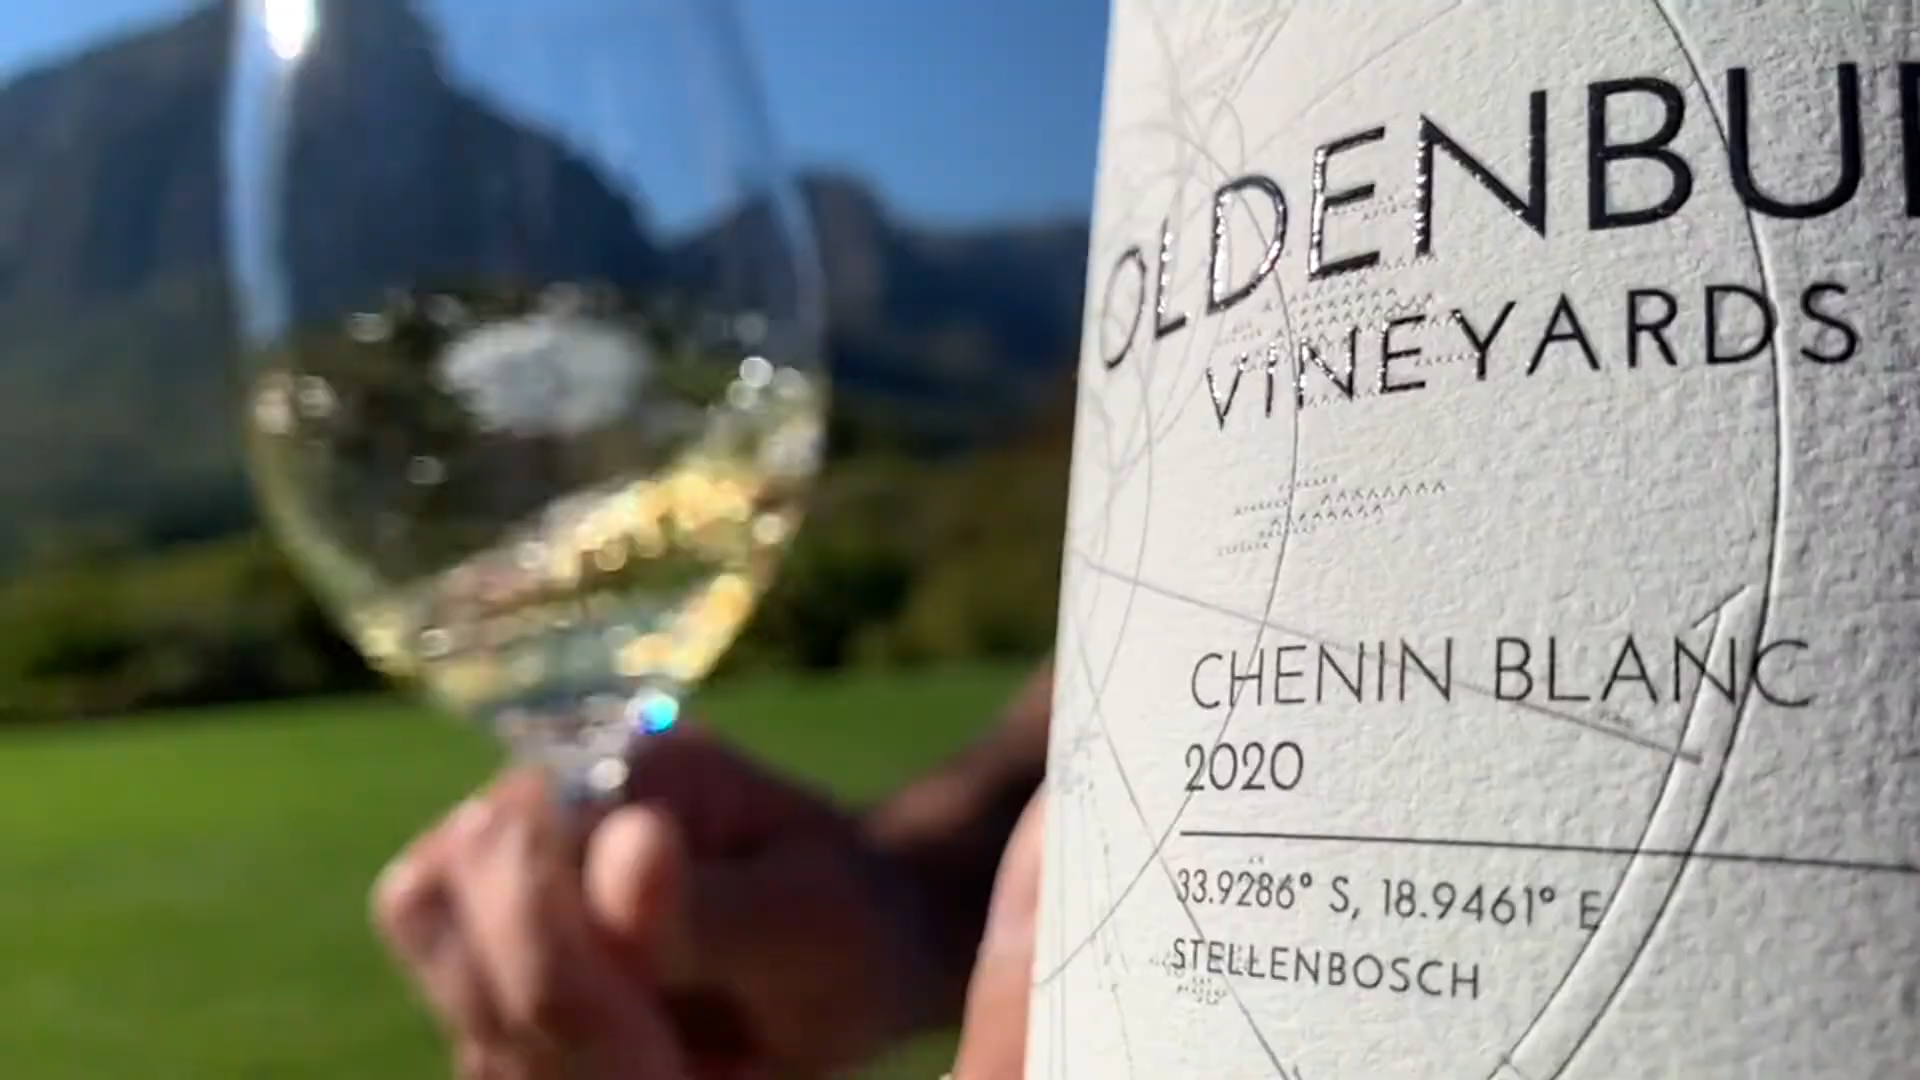 OLDENBU
VINEYARDS
CHENIN BLANC
2020
33.9286° S, 18.9461° E
STELLENBOSCH